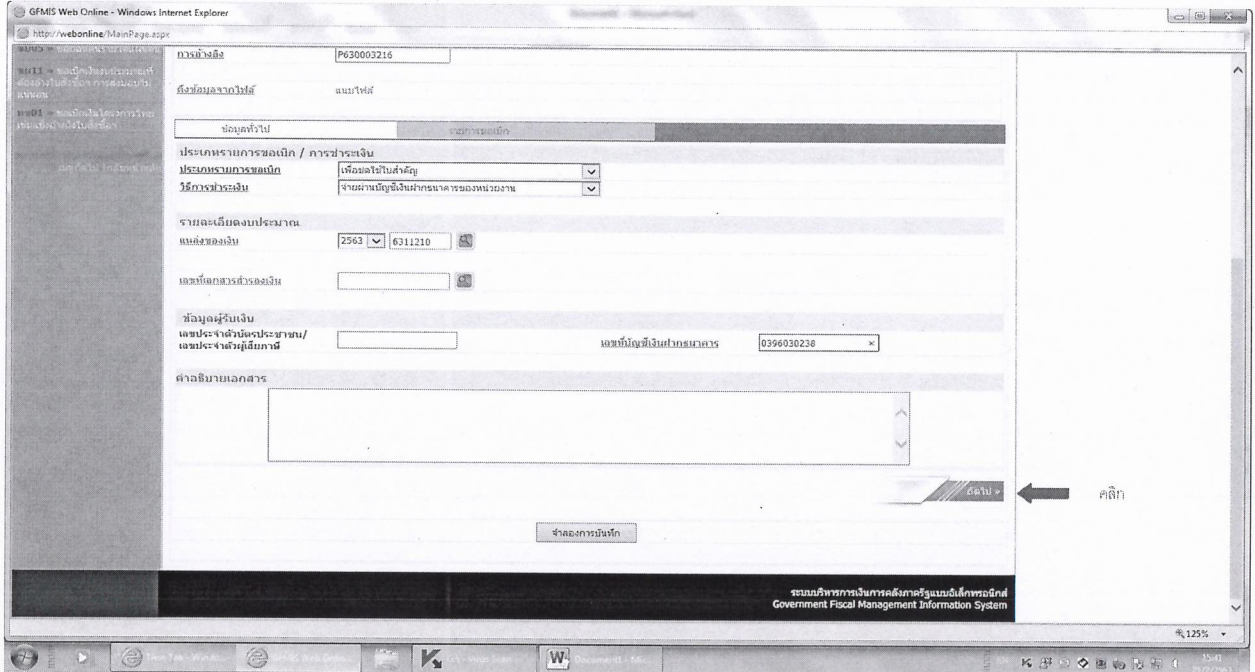 GFMIS Web Online - Windows Internet Explorer
http://webonline/MainPage.aspx
การอ้างอิง P630003216
ดึงข้อมูลจากไฟล์ แนบไฟล์
ข้อมูลทั่วไป รายการขอเบิก
ประเภทรายการขอเบิก / การชำระเงิน
ประเภทรายการขอเบิก เพื่อชดใช้ใบสำคัญ
วิธีการชำระเงิน จ่ายผ่านบัญชีเงินฝากธนาคารของหน่วยงาน
รายละเอียดงบประมาณ
แหล่งของเงิน 2563 6311210
เลขที่เอกสารสำรองเงิน
ข้อมูลผู้รับเงิน
เลขประจำตัวบัตรประชาชน/
เลขประจำตัวผู้เสียภาษี
เลขที่บัญชีเงินฝากธนาคาร 0396030238 ×
คำอธิบายเอกสาร
ถัดไป »
คลิก
จำลองการบันทึก
ระบบบริหารการเงินการคลังภาครัฐแบบอิเล็กทรอนิกส์
Government Fiscal Management Information System
125%
15:41